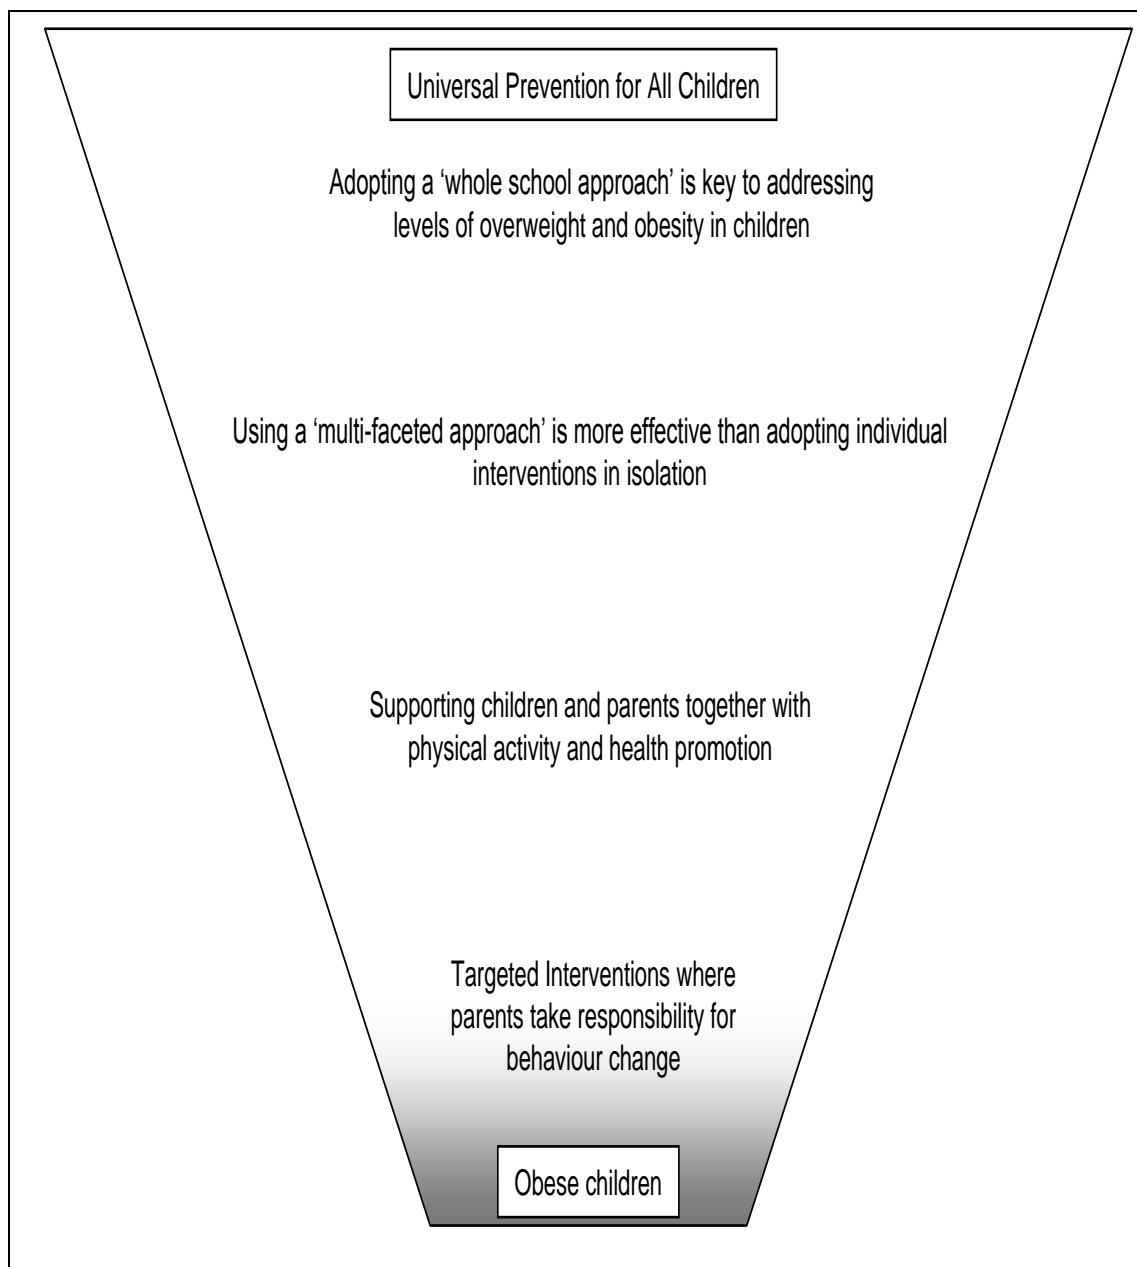 Universal Prevention for All Children
Adopting a ‘whole school approach’ is key to addressing
levels of overweight and obesity in children
Using a ‘multi-faceted approach’ is more effective than adopting individual
interventions in isolation
Supporting children and parents together with
physical activity and health promotion
Targeted Interventions where
parents take responsibility for
behaviour change
Obese children